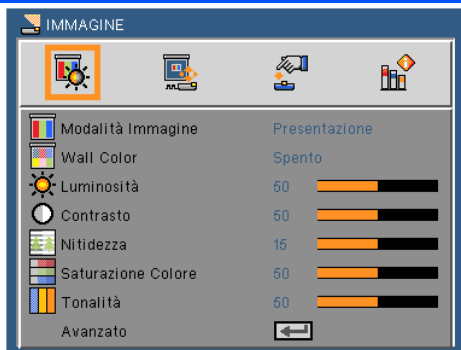 IMMAGINE
Modalità Immagine Presentazione
Wall Color Spento
Luminosità 50
Contrasto 50
Nitidezza 15
Saturazione Colore 50
Tonalità 50
Avanzato